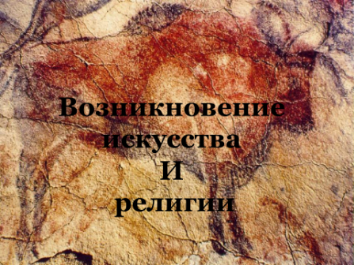 Возникновение
искусства
И
религии